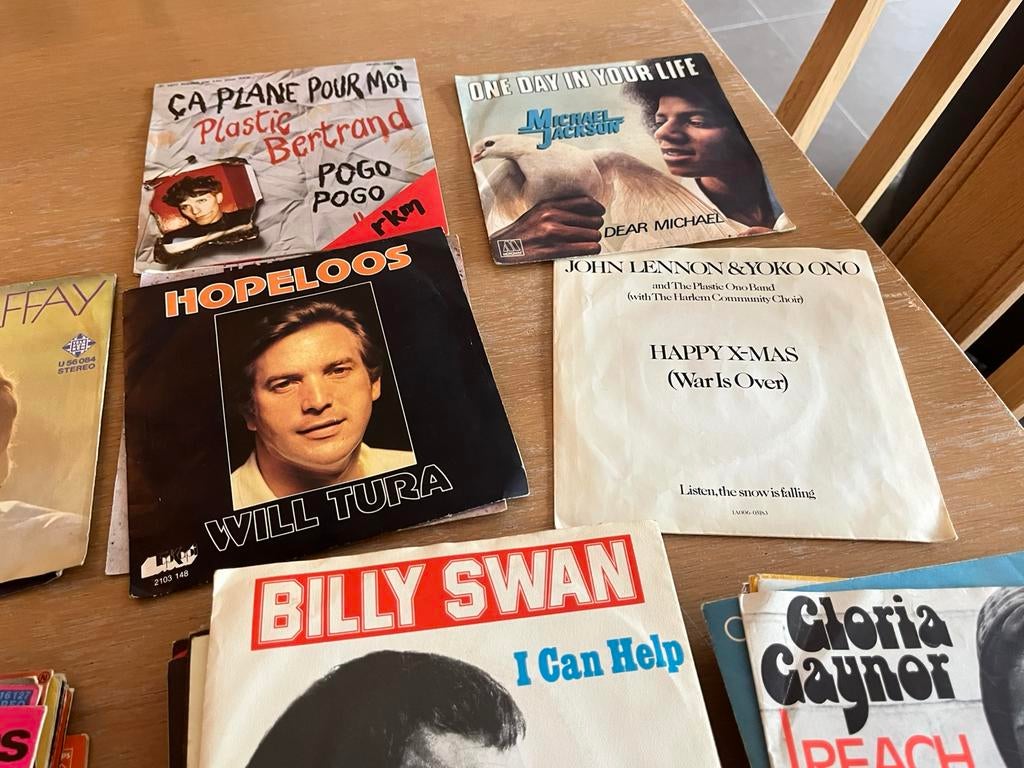 ÇA PLANE POUR MOI
Plastic
Bertrand
POGO
POGO
rkm
ONE DAY IN YOUR LIFE
MICHAEL
JACKSON
DEAR MICHAEL
M
FFAY
U 56 084
STEREO
HOPELOOS
WILL TURA
2103 148
JOHN LENNON & YOKO ONO
and The Plastic Ono Band
(with The Harlem Community Choir)
HAPPY X-MAS
(War Is Over)
Listen, the snow is falling
BILLY SWAN
I Can Help
Gloria
Gaynor
REACH
16127
S